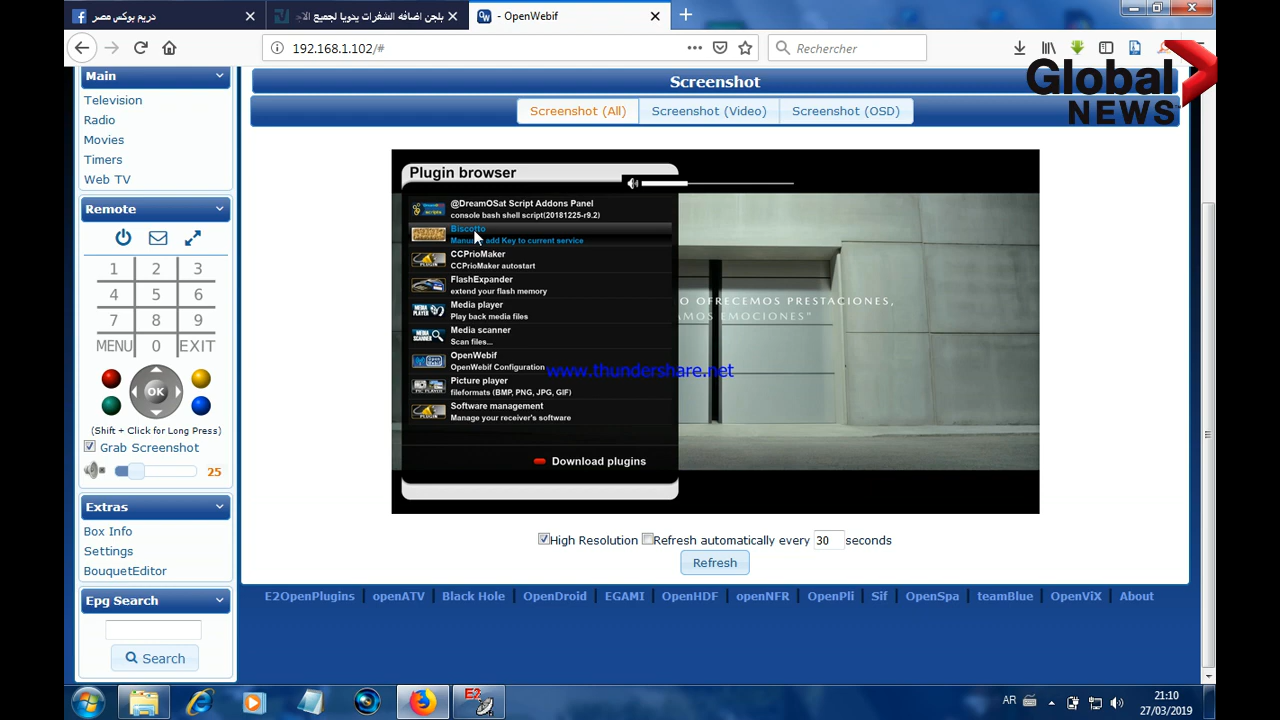 دريم بوكس مصر
بلجن اضافه الشفرات يدويا لجميع الاج
- OpenWebif
192.168.1.102/#
Rechercher
Global
NEWS
Main
Television
Radio
Movies
Timers
Web TV
Remote
1 2 3
4 5 6
7 8 9
MENU 0 EXIT
OK
(Shift + Click for Long Press)
Grab Screenshot
25
Extras
Box Info
Settings
BouquetEditor
Epg Search
Search
Screenshot
Screenshot (All) Screenshot (Video) Screenshot (OSD)
Plugin browser
@DreamOSat Script Addons Panel
console bash shell script(20181225-r9.2)
Biscotto
add Key to current service
CCPrioMaker
CCPrioMaker autostart
FlashExpander
extend your flash memory
Media player
Play back media files
Media scanner
Scan files...
OpenWebif
OpenWebif Configuration
Picture player
fileformats (BMP, PNG, JPG, GIF)
Software management
Manage your receiver's software
Download plugins
O OFRECEMOS PRESTACIONES,
AMOS EMOCIONES"
www.thundershare.net
High Resolution Refresh automatically every 30 seconds
Refresh
E2OpenPlugins openATV Black Hole OpenDroid EGAMI OpenHDF openNFR OpenPli Sif OpenSpa teamBlue OpenViX About
E2
AR
21:10
27/03/2019